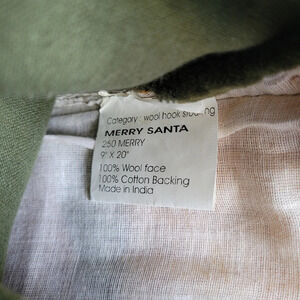 Category : wool hook
MERRY SANTA
250 MERRY
9" X 20"
100% Wool face
100% Cotton Backing
Made in India